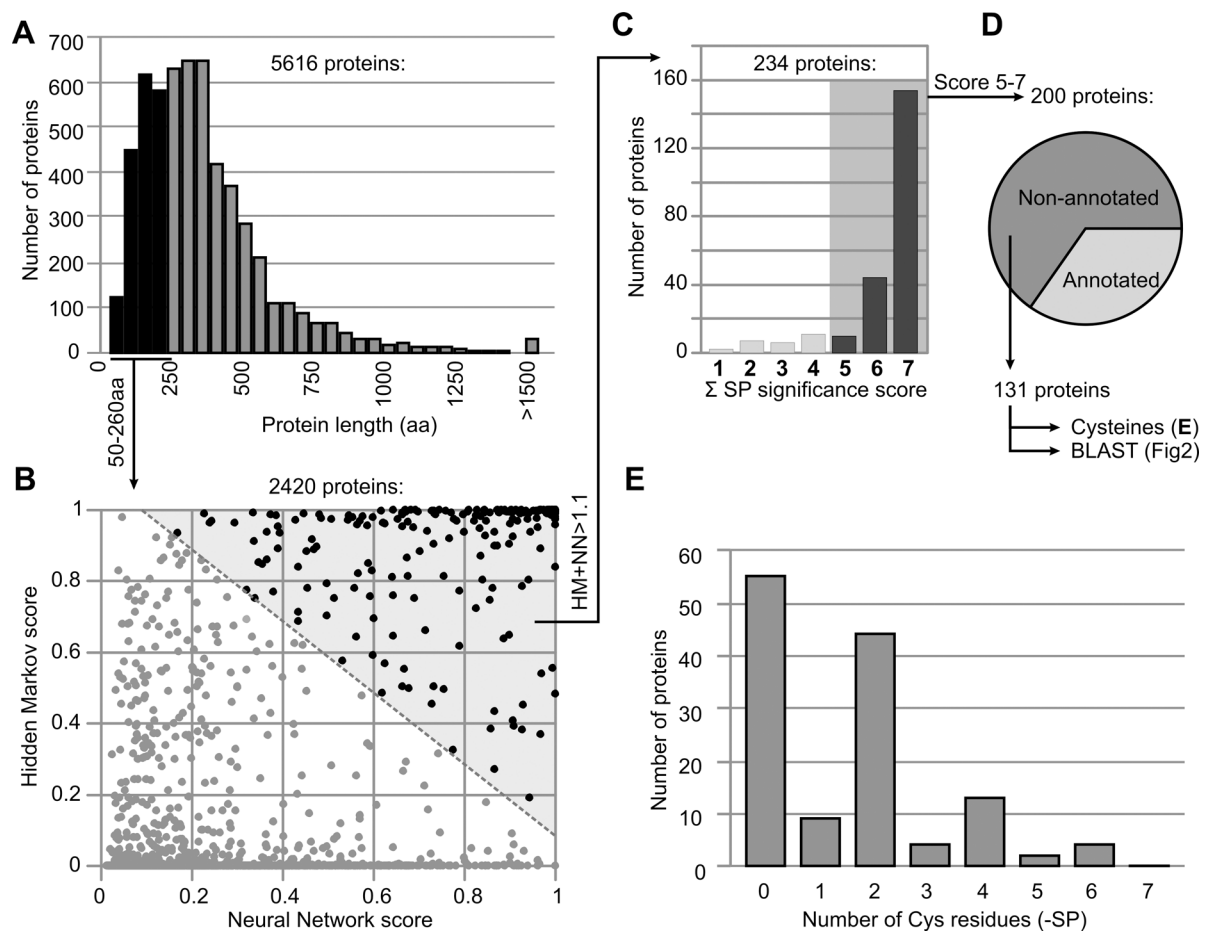 A
5616 proteins:
700
600
500
400
300
200
100
0
Number of proteins
0
250
500
750
1000
1250
>1500
Protein length (aa)
50-260aa
B
2420 proteins:
1
0.8
0.6
0.4
0.2
0
Hidden Markov score
0
0.2
0.4
0.6
0.8
1
Neural Network score
HM+NN>1.1
C
234 proteins:
160
120
80
40
0
Number of proteins
1 2 3 4 5 6 7
Σ SP significance score
Score 5-7
D
200 proteins:
Non-annotated
Annotated
131 proteins
Cysteines (E)
BLAST (Fig2)
E
60
50
40
30
20
10
0
Number of proteins
0 1 2 3 4 5 6 7
Number of Cys residues (-SP)